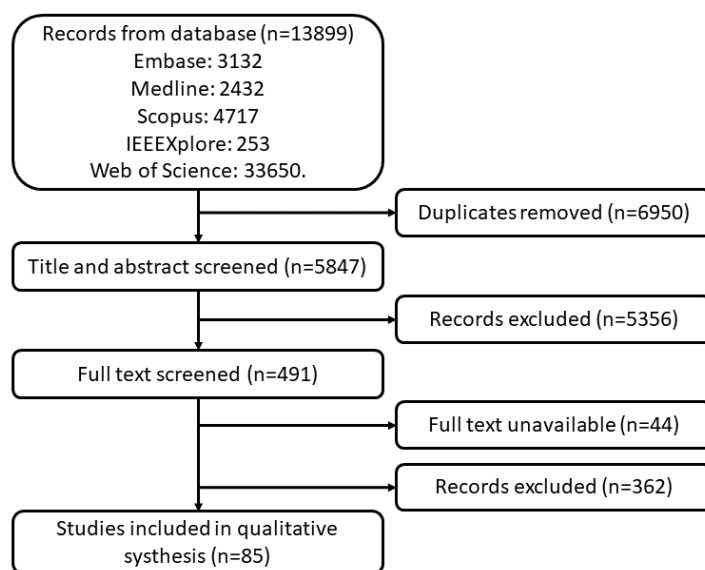 Records from database (n=13899)
Embase: 3132
Medline: 2432
Scopus: 4717
IEEEXplore: 253
Web of Science: 33650.
Duplicates removed (n=6950)
Title and abstract screened (n=5847)
Records excluded (n=5356)
Full text screened (n=491)
Full text unavailable (n=44)
Records excluded (n=362)
Studies included in qualitative
systhesis (n=85)